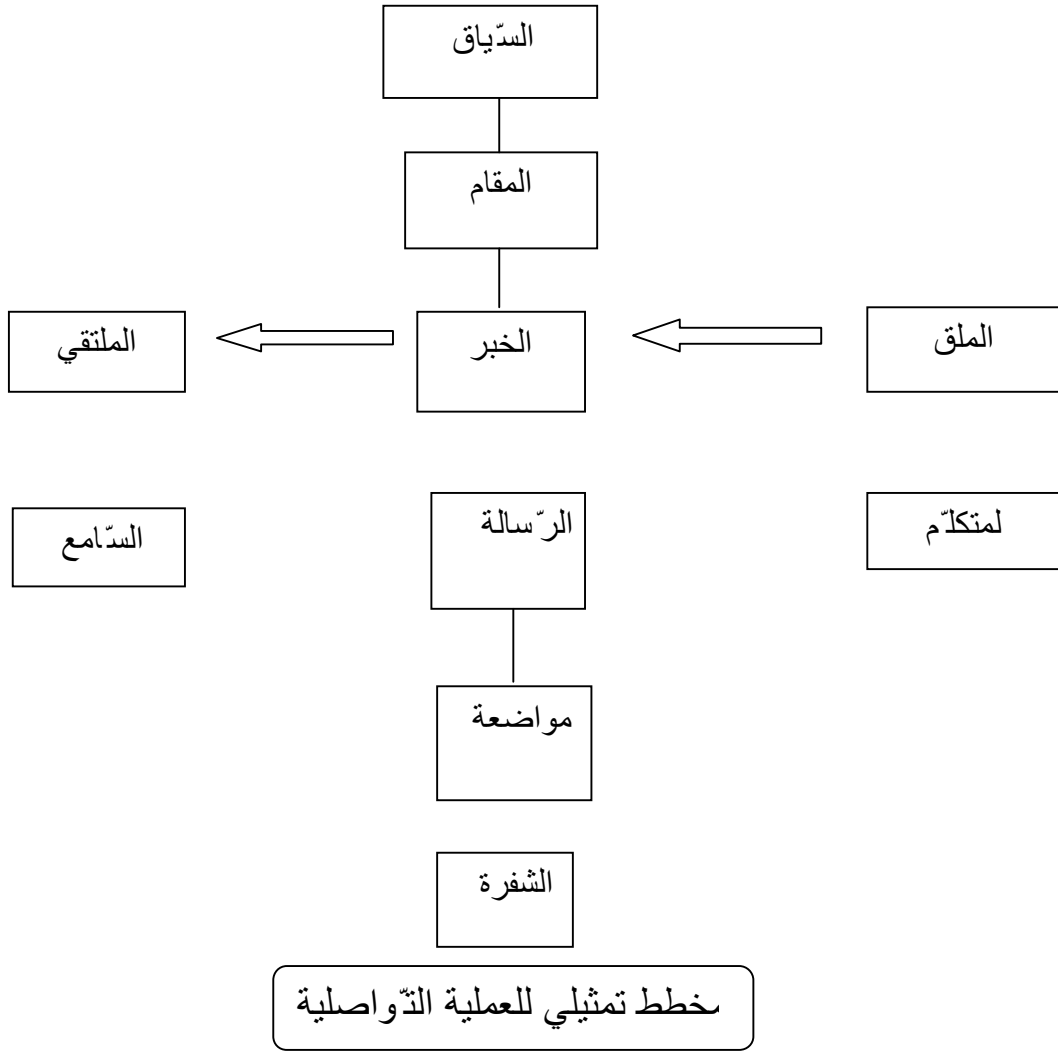 السّياق
المقام
الملق
الخبر
الملتقي
لمتكلّم
الرّسالة
السّامع
مواضعة
الشفرة
مخطط تمثيلي للعملية التّواصلية